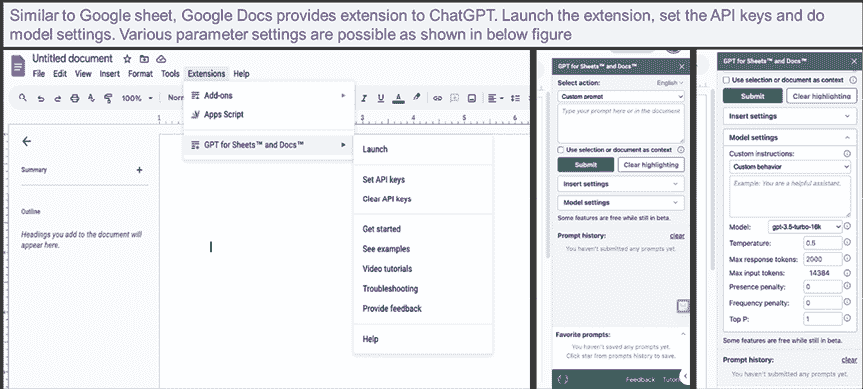 Similar to Google sheet, Google Docs provides extension to ChatGPT. Launch the extension, set the API keys and do
model settings. Various parameter settings are possible as shown in below figure
Untitled document
File Edit View Insert Format Tools Extensions Help
100% Norr
Add-ons
Apps Script
GPT for Sheets™ and Docs™
1 3 4 5 6
Summary
Outline
Headings you add to the document will
appear here.
Launch
Set API keys
Clear API keys
Get started
See examples
Video tutorials
Troubleshooting
Provide feedback
Help
GPT for Sheets™ and Docs™
Select action: English
Custom prompt
Type your prompt here or in the document
Use selection or document as context
Submit Clear highlighting
Insert settings
Model settings
Some features are free while still in beta.
Prompt history: clear
You haven't submitted any prompts yet.
Favorite prompts:
You haven't saved any prompts yet.
Click star from prompts history to save.
Feedback Tutori
GPT for Sheets™ and Docs™
Use selection or document as context
Submit Clear highlighting
Insert settings
Model settings
Custom instructions:
Custom behavior
Example: You are a helpful assistant.
Model: gpt-3.5-turbo-16k
Temperature: 0.5
Max response tokens: 2000
Max input tokens: 14384
Presence penalty: 0
Frequency penalty: 0
Top P: 1
Some features are free while still in beta.
Prompt history: clear
You haven't submitted any prompts yet.